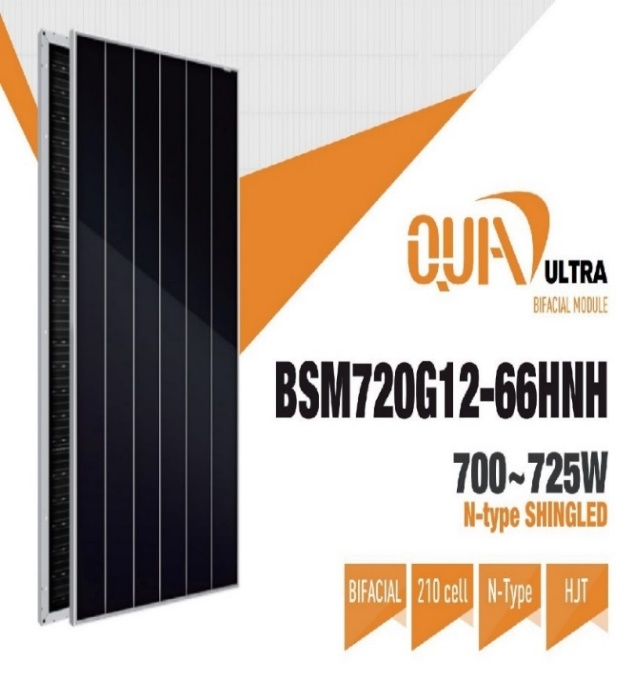 QUA ULTRA
BIFACIAL MODULE
BSM720G12-66HNH
700~725W
N-type SHINGLED
BIFACIAL 210 cell N-Type HJT